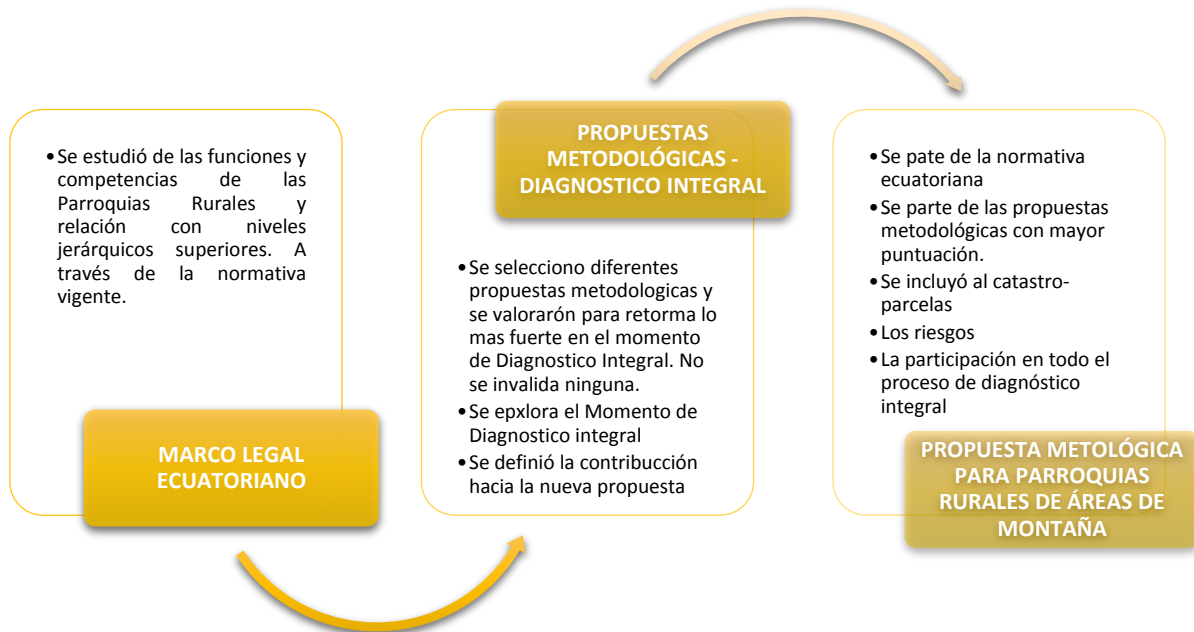 •Se estudió de las funciones y
competencias de las
Parroquias Rurales y
relación con niveles
jerárquicos superiores. A
través de la normativa
vigente.
MARCO LEGAL
ECUATORIANO
PROPUESTAS
METODOLÓGICAS -
DIAGNOSTICO INTEGRAL
•Se selecciono diferentes
propuestas metodologicas y
se valorarón para retorma lo
mas fuerte en el momento
de Diagnostico Integral. No
se invalida ninguna.
•Se epxlora el Momento de
Diagnostico integral
•Se definió la contribucción
hacia la nueva propuesta
•Se pate de la normativa
ecuatoriana
•Se parte de las propuestas
metodológicas con mayor
puntuación.
•Se incluyó al catastro-
parcelas
•Los riesgos
•La participación en todo el
proceso de diagnóstico
integral
PROPUESTA METOLÓGICA
PARA PARROQUIAS
RURALES DE ÁREAS DE
MONTAÑA